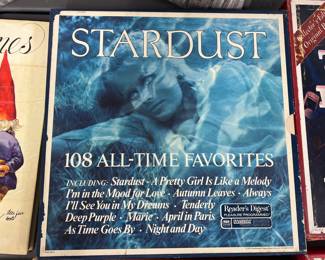 STARDUST
108 ALL-TIME FAVORITES
INCLUDING: Stardust - A Pretty Girl Is Like a Melody
I'm in the Mood for Love · Autumn Leaves · Always
I'll See You in My Dreams · Tenderly
Deep Purple · Marie · April in Paris
As Time Goes By · Night and Day
Reader's Digest
PLEASURE PROGRAMMED